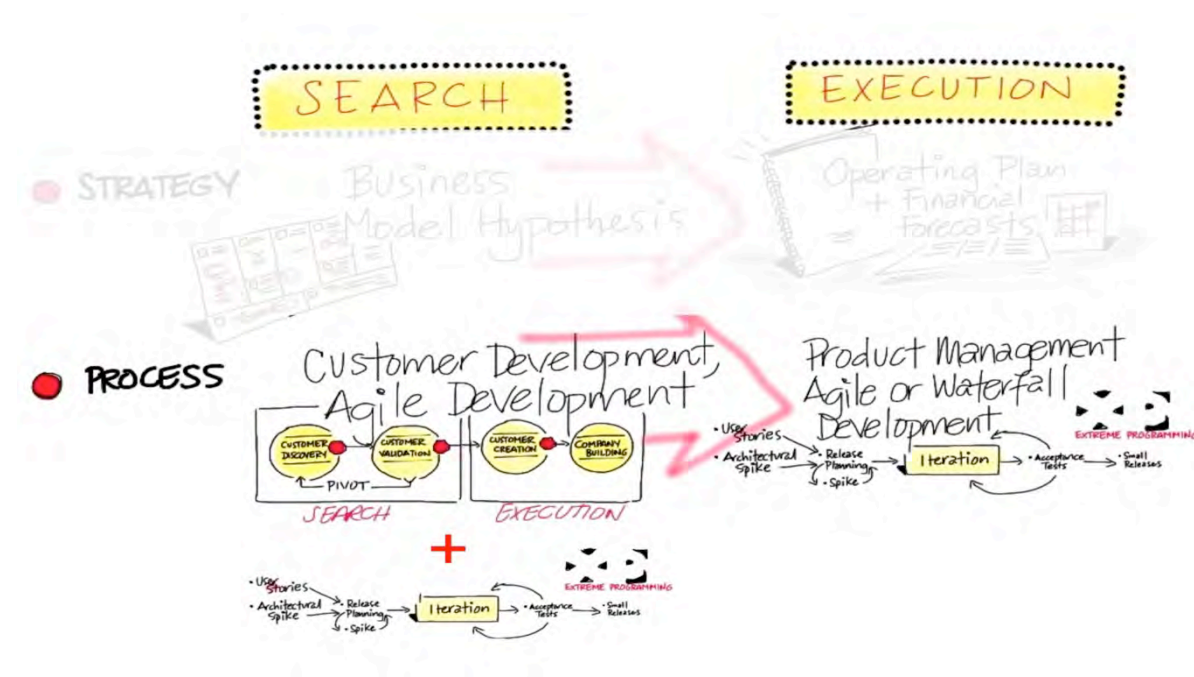 SEARCH
EXECUTION
STRATEGY
Business
Model Hypothesis
Operating Plan
+ Financial
Forecasts
PROCESS
Customer Development,
Agile Development
CUSTOMER
DISCOVERY
CUSTOMER
VALIDATION
CUSTOMER
CREATION
COMPANY
BUILDING
PIVOT
SEARCH
EXECUTION
+
• User
Stories
• Architectural
Spike
• Release
Planning
• Spike
Iteration
• Acceptance
Tests
• Small
Releases
EXTREME PROGRAMMING
Product Management
Agile or Waterfall
Development
EXTREME PROGRAMMING
• User
Stories
• Architectural
Spike
• Release
Planning
• Spike
Iteration
• Acceptance
Tests
• Small
Releases